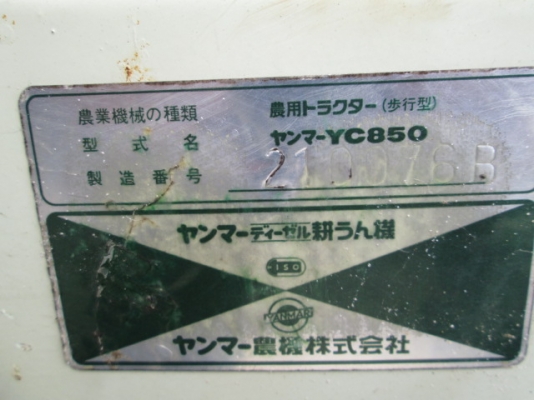 農業機械の種類 農用トラクター(歩行型)
型式名 ヤンマーYC850
製造番号
ヤンマーディーゼル耕うん機
ISO
YANMAR
ヤンマー農機株式会社